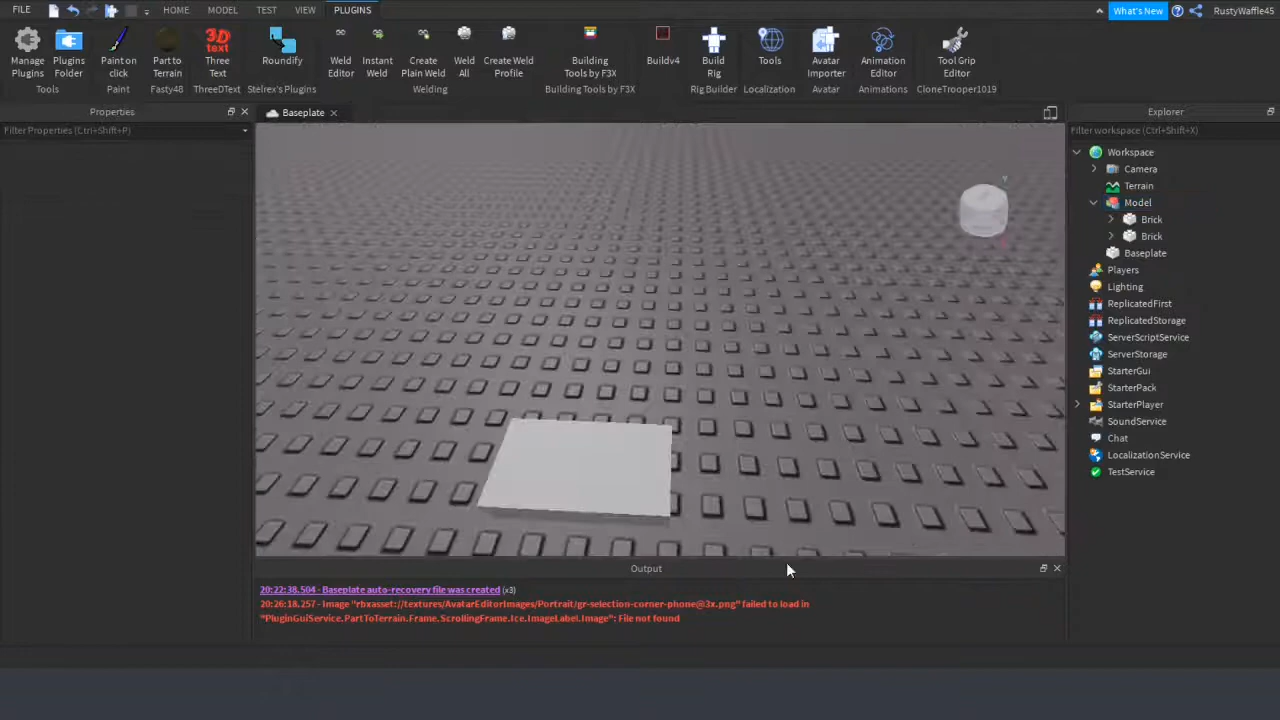 FILE HOME MODEL TEST VIEW PLUGINS What's New RustyWaffle45
Manage Plugins
Plugins Folder
Tools
Paint on click
Paint
Part to Terrain
Fasty48
3D text
Three Text
ThreeDText
Roundify
Stelrex's Plugins
Weld Editor
Instant Weld
Create Plain Weld
Weld All
Create Weld Profile
Welding
Building Tools by F3X
Building Tools by F3X
Buildv4
Build Rig
Rig Builder
Tools
Localization
Avatar Importer
Avatar
Animation Editor
Animations
Tool Grip Editor
CloneTrooper1019
Properties
Filter Properties (Ctrl+Shift+P)
Baseplate
Y
Output
20:22:38.504 - Baseplate auto-recovery file was created (x3)
20:26:18.257 - Image "rbxasset://textures/AvatarEditorImages/Portrait/gr-selection-corner-phone@3x.png" failed to load in
"PluginGuiService.PartToTerrain.Frame.ScrollingFrame.Ice.ImageLabel.Image": File not found
Explorer
Filter workspace (Ctrl+Shift+X)
Workspace
Camera
Terrain
Model
Brick
Brick
Baseplate
Players
Lighting
ReplicatedFirst
ReplicatedStorage
ServerScriptService
ServerStorage
StarterGui
StarterPack
StarterPlayer
SoundService
Chat
LocalizationService
TestService